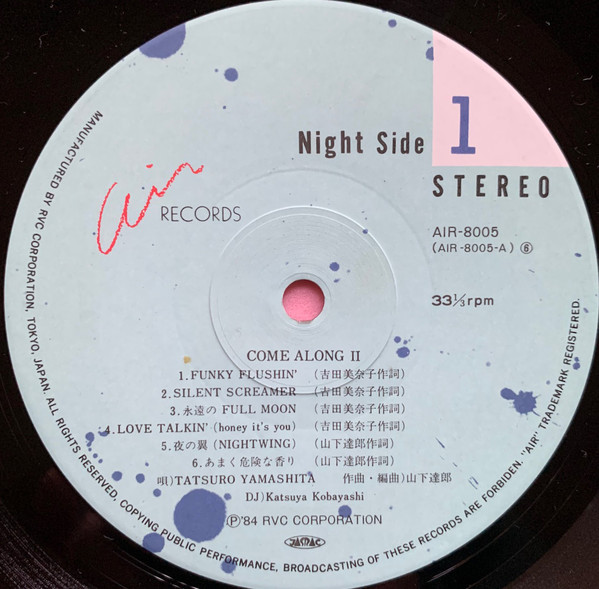 Night Side 1
STEREO
Air RECORDS
AIR-8005
(AIR-8005-A) ⑥
33⅓rpm
COME ALONG II
1.FUNKY FLUSHIN' (吉田美奈子作詞)
2.SILENT SCREAMER (吉田美奈子作詞)
3.永遠の FULL MOON (吉田美奈子作詞)
4.LOVE TALKIN' (honey it's you) (吉田美奈子作詞)
5.夜の翼 (NIGHTWING) (山下達郎作詞)
6.あまく危険な香り (山下達郎作詞)
唄)TATSURO YAMASHITA 作曲・編曲)山下達郎
DJ)Katsuya Kobayashi
Ⓟ'84 RVC CORPORATION
JASRAC
MANUFACTURED BY RVC CORPORATION, TOKYO, JAPAN. ALL RIGHTS RESERVED, COPYING PUBLIC PERFORMANCE, BROADCASTING OF THESE RECORDS ARE FORBIDEN. "AIR" TRADEMARK REGISTERED.